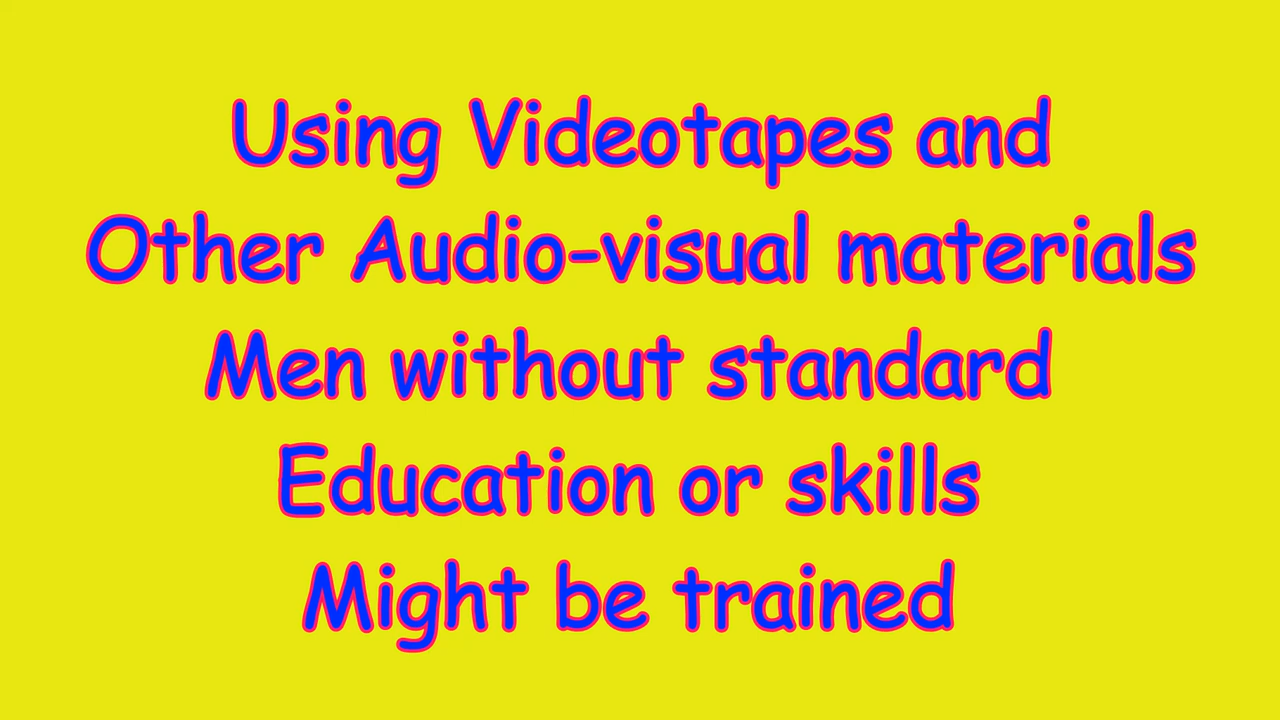 Using Videotapes and
Other Audio-visual materials
Men without standard
Education or skills
Might be trained